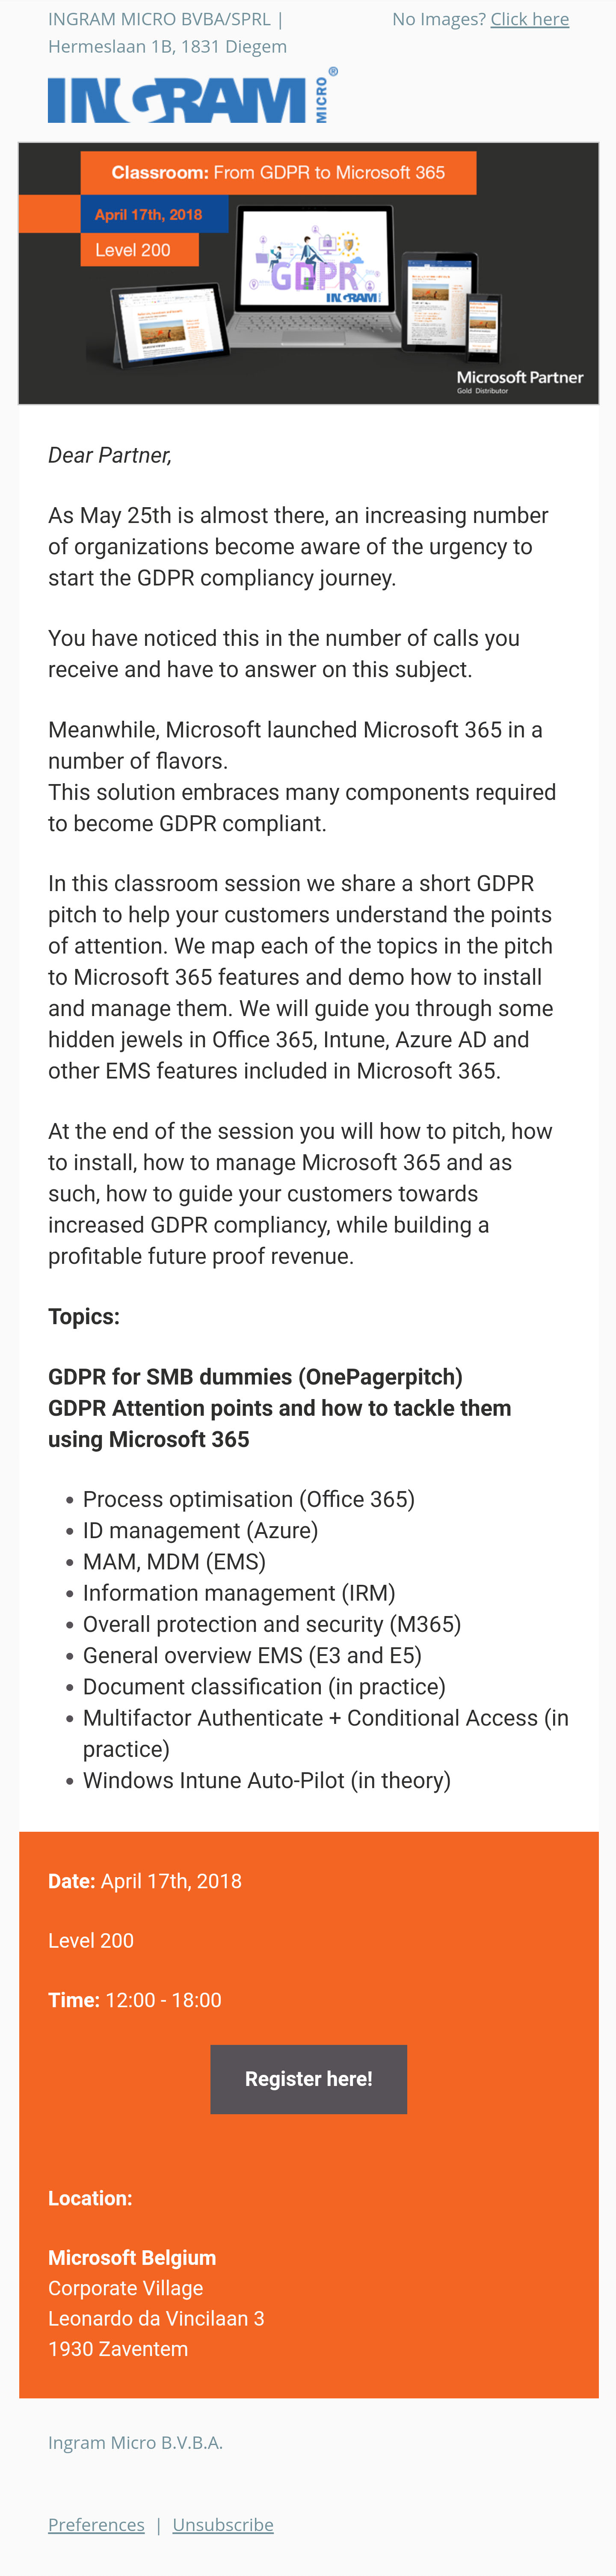 INGRAM MICRO BVBA/SPRL |
Hermeslaan 1B, 1831 Diegem
No Images? Click here
INGRAM MICRO ®
Classroom: From GDPR to Microsoft 365
April 17th, 2018
Level 200
GDPR
INGRAM
Microsoft Partner
Gold Distributor
Dear Partner,
As May 25th is almost there, an increasing number
of organizations become aware of the urgency to
start the GDPR compliancy journey.
You have noticed this in the number of calls you
receive and have to answer on this subject.
Meanwhile, Microsoft launched Microsoft 365 in a
number of flavors.
This solution embraces many components required
to become GDPR compliant.
In this classroom session we share a short GDPR
pitch to help your customers understand the points
of attention. We map each of the topics in the pitch
to Microsoft 365 features and demo how to install
and manage them. We will guide you through some
hidden jewels in Office 365, Intune, Azure AD and
other EMS features included in Microsoft 365.
At the end of the session you will how to pitch, how
to install, how to manage Microsoft 365 and as
such, how to guide your customers towards
increased GDPR compliancy, while building a
profitable future proof revenue.
Topics:
GDPR for SMB dummies (OnePagerpitch)
GDPR Attention points and how to tackle them
using Microsoft 365
• Process optimisation (Office 365)
• ID management (Azure)
• MAM, MDM (EMS)
• Information management (IRM)
• Overall protection and security (M365)
• General overview EMS (E3 and E5)
• Document classification (in practice)
• Multifactor Authenticate + Conditional Access (in
practice)
• Windows Intune Auto-Pilot (in theory)
Date: April 17th, 2018
Level 200
Time: 12:00 - 18:00
Register here!
Location:
Microsoft Belgium
Corporate Village
Leonardo da Vincilaan 3
1930 Zaventem
Ingram Micro B.V.B.A.
Preferences | Unsubscribe